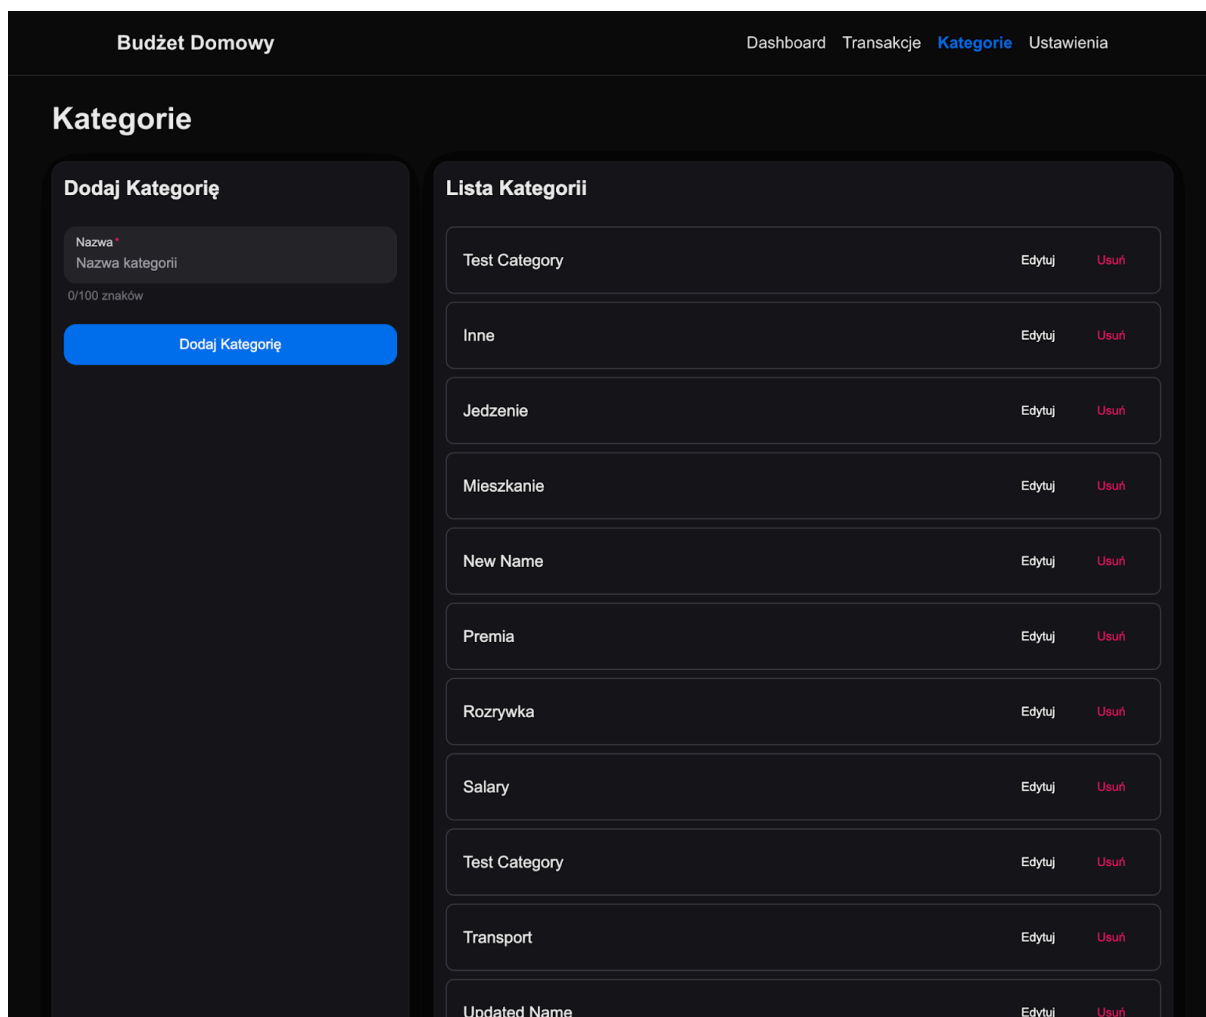 Budżet Domowy
Dashboard Transakcje Kategorie Ustawienia
Kategorie
Dodaj Kategorię
Nazwa*
Nazwa kategorii
0/100 znaków
Dodaj Kategorię
Lista Kategorii
Test Category Edytuj Usuń
Inne Edytuj Usuń
Jedzenie Edytuj Usuń
Mieszkanie Edytuj Usuń
New Name Edytuj Usuń
Premia Edytuj Usuń
Rozrywka Edytuj Usuń
Salary Edytuj Usuń
Test Category Edytuj Usuń
Transport Edytuj Usuń
Updated Name Edytuj Usuń